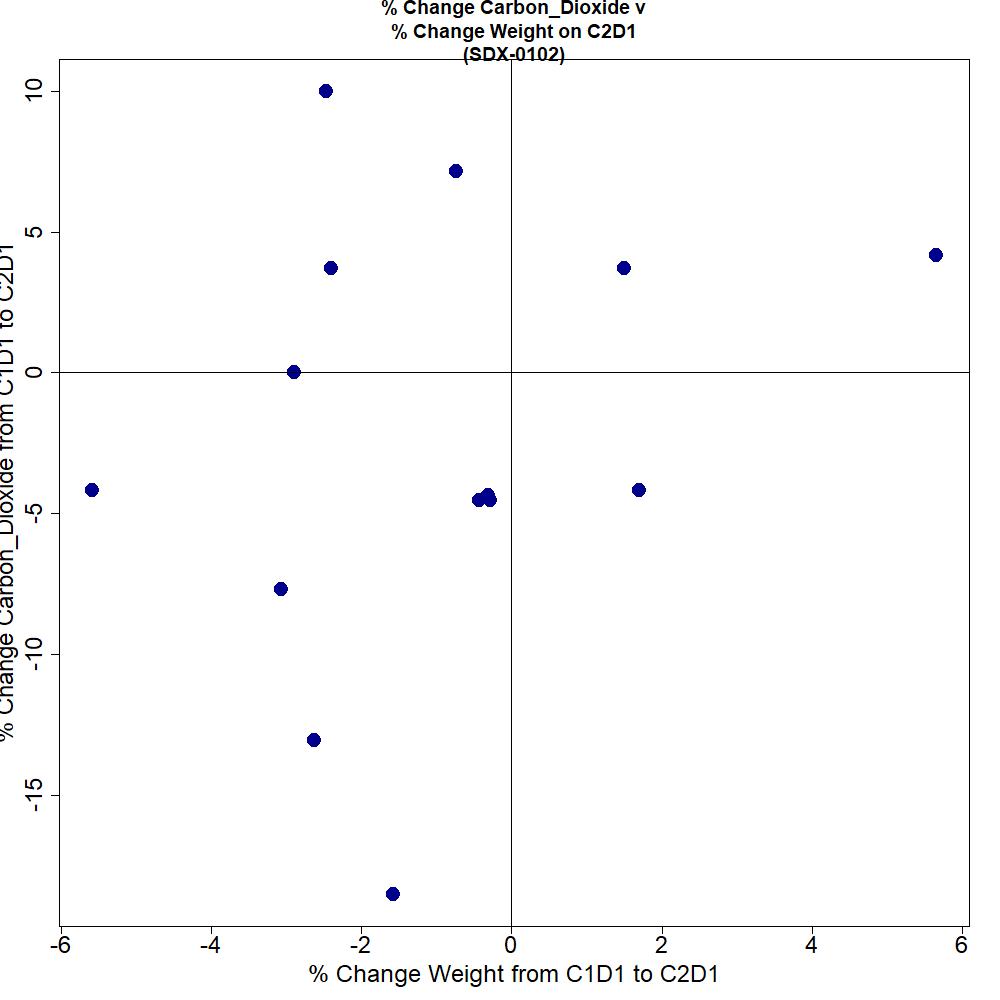 % Change Carbon_Dioxide v
% Change Weight on C2D1
(SDX-0102)
% Change Carbon_Dioxide from C1D1 to C2D1
10
5
0
-5
-10
-15
-6
-4
-2
0
2
4
6
% Change Weight from C1D1 to C2D1